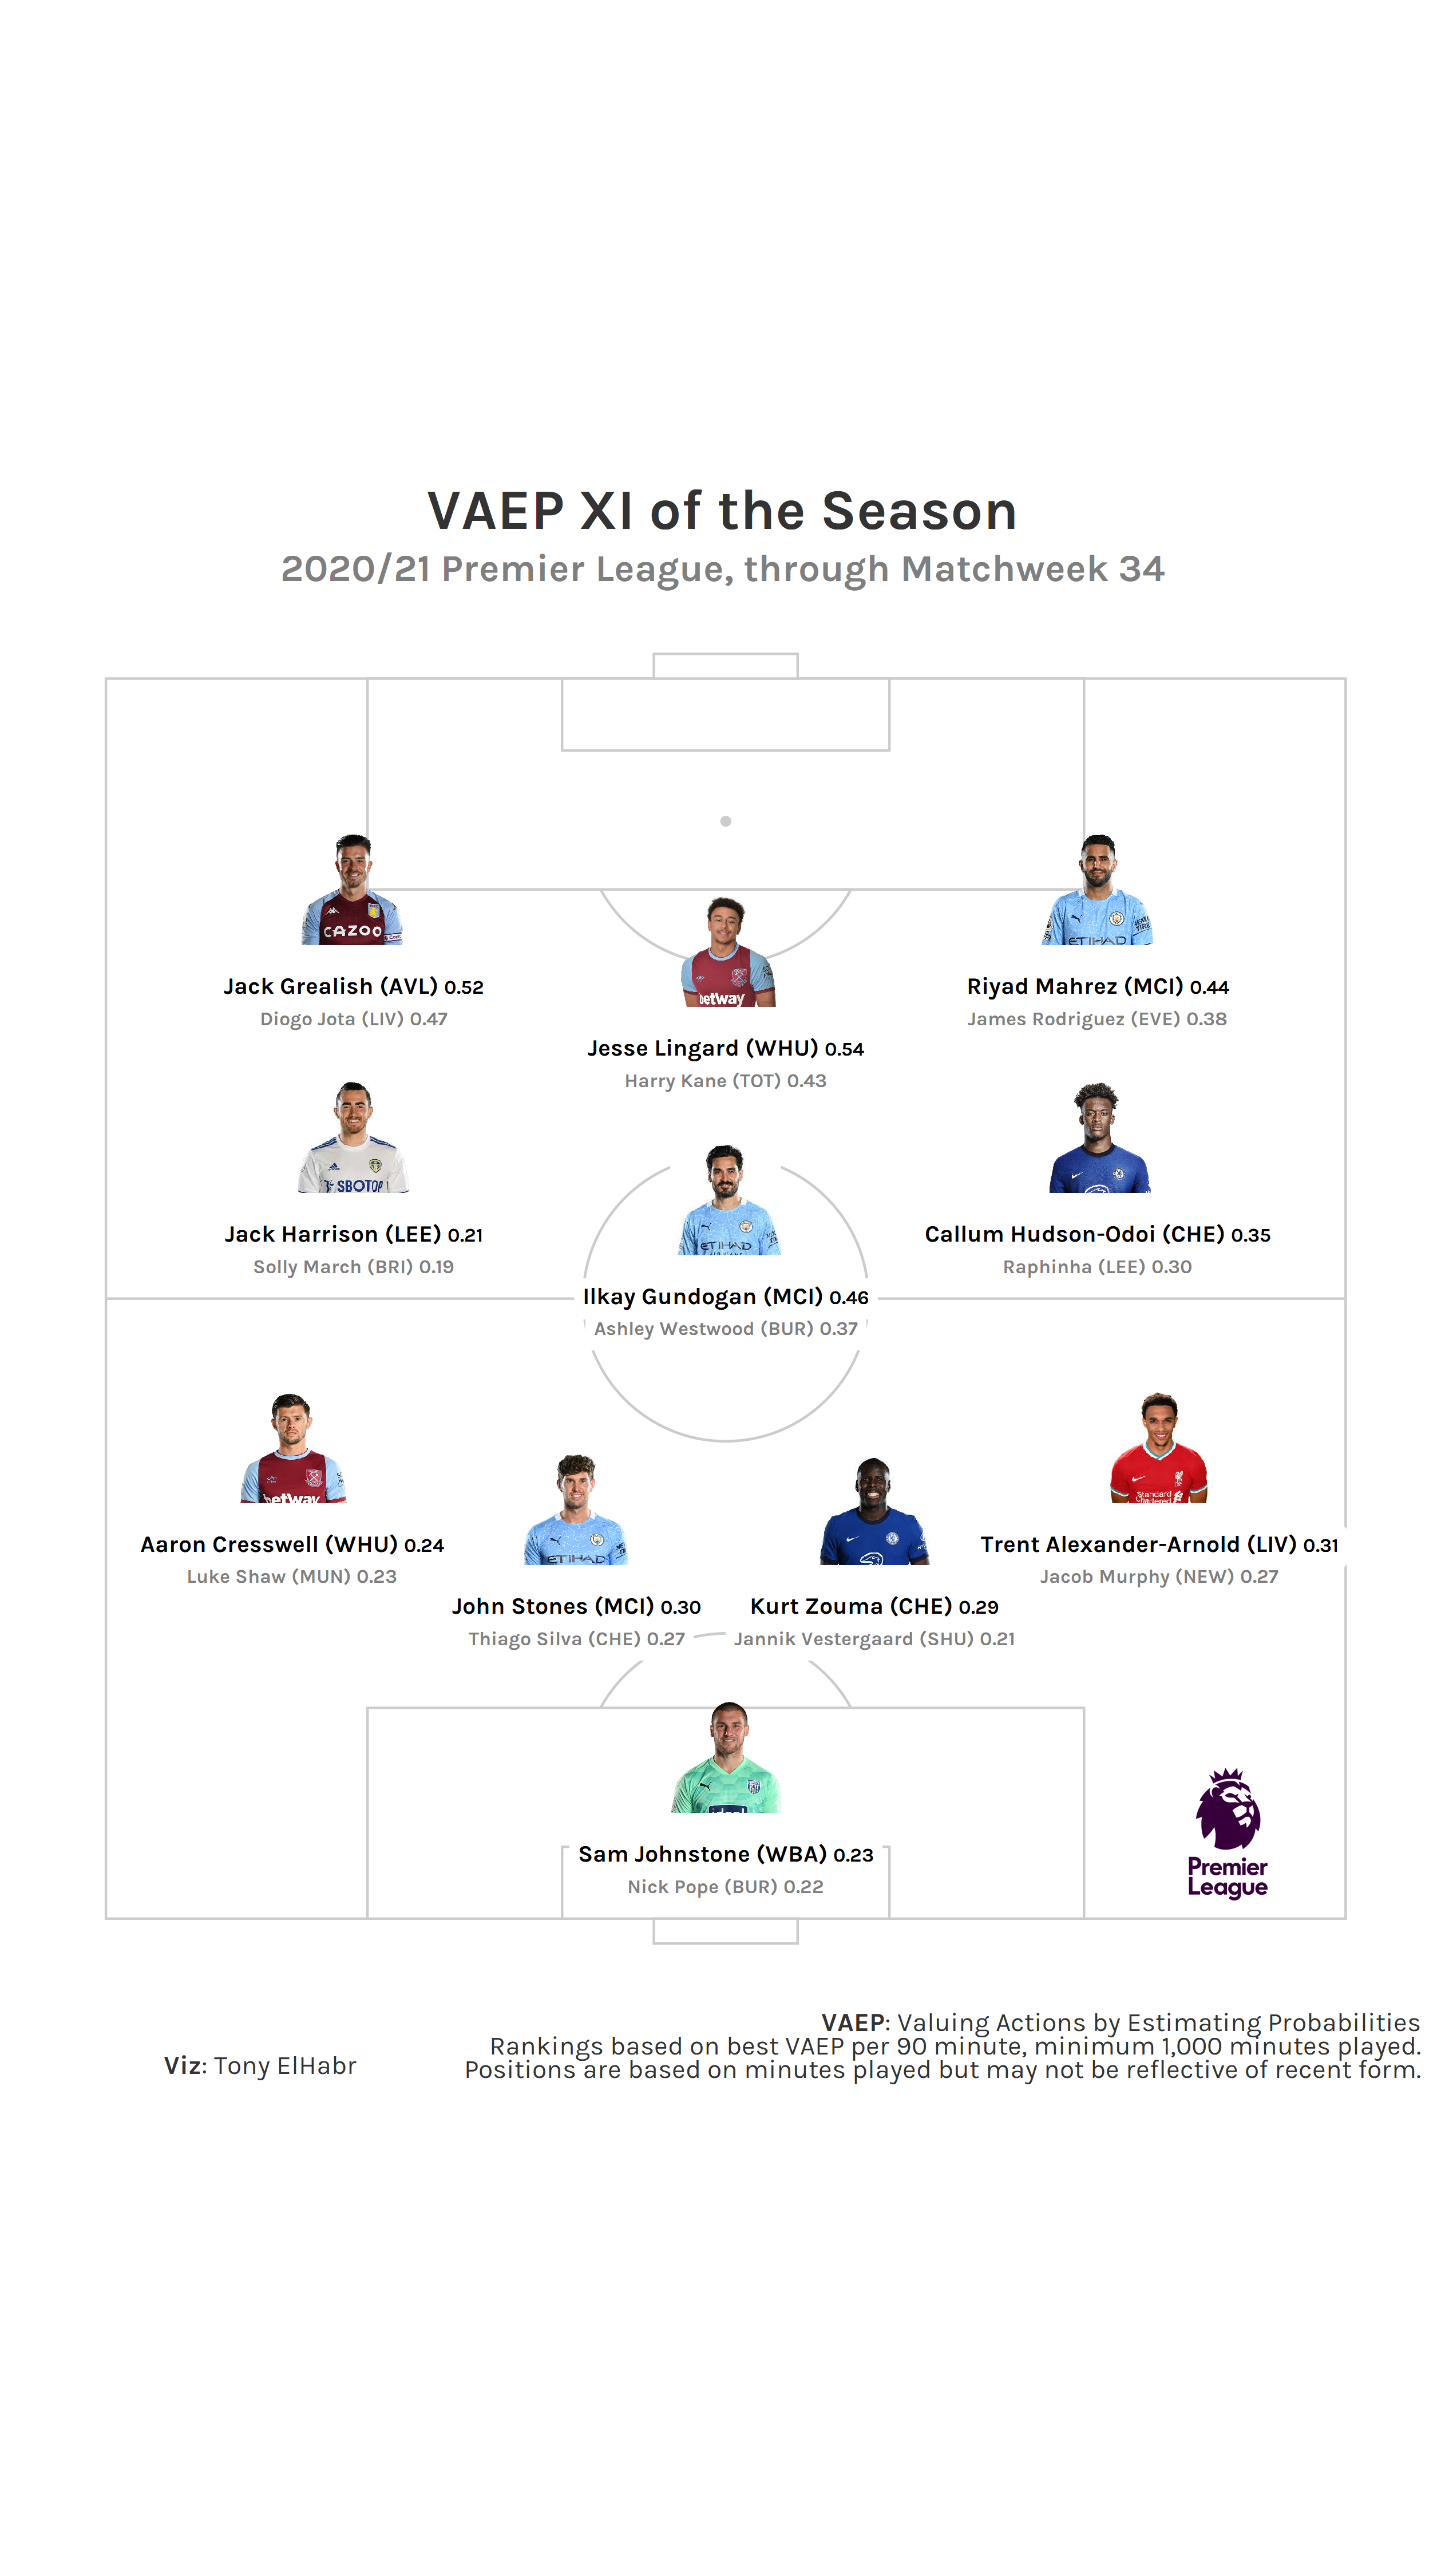 VAEP XI of the Season
2020/21 Premier League, through Matchweek 34
CAZOO
ETIHAD
betway
Jack Grealish (AVL) 0.52
Diogo Jota (LIV) 0.47
Riyad Mahrez (MCI) 0.44
James Rodriguez (EVE) 0.38
Jesse Lingard (WHU) 0.54
Harry Kane (TOT) 0.43
SBOTOP
ETIHAD
Jack Harrison (LEE) 0.21
Solly March (BRI) 0.19
Callum Hudson-Odoi (CHE) 0.35
Raphinha (LEE) 0.30
Ilkay Gundogan (MCI) 0.46
Ashley Westwood (BUR) 0.37
betway
Standard
Chartered
ETIHAD
Aaron Cresswell (WHU) 0.24
Luke Shaw (MUN) 0.23
Trent Alexander-Arnold (LIV) 0.31
Jacob Murphy (NEW) 0.27
John Stones (MCI) 0.30
Thiago Silva (CHE) 0.27
Kurt Zouma (CHE) 0.29
Jannik Vestergaard (SHU) 0.21
Sam Johnstone (WBA) 0.23
Nick Pope (BUR) 0.22
Premier
League
VAEP: Valuing Actions by Estimating Probabilities
Rankings based on best VAEP per 90 minute, minimum 1,000 minutes played.
Positions are based on minutes played but may not be reflective of recent form.
Viz: Tony ElHabr